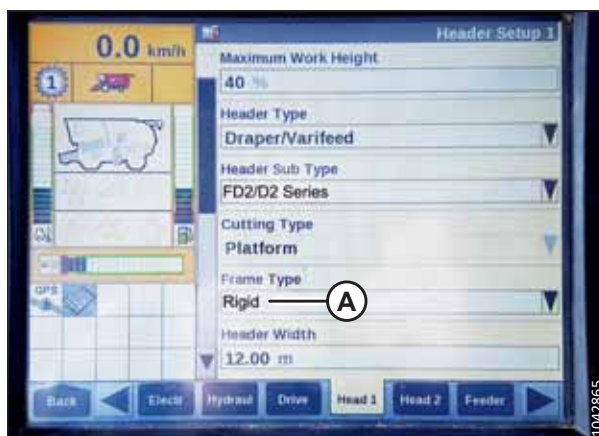 0.0 km/h
Header Setup 1
1
Maximum Work Height
40 %
Header Type
Draper/Varifeed
Header Sub Type
FD2/D2 Series
Cutting Type
Platform
Frame Type
Rigid
A
Header Width
12.00 m
GPS
Back
Electr
Hydraul
Drive
Head 1
Head 2
Feeder
1042865